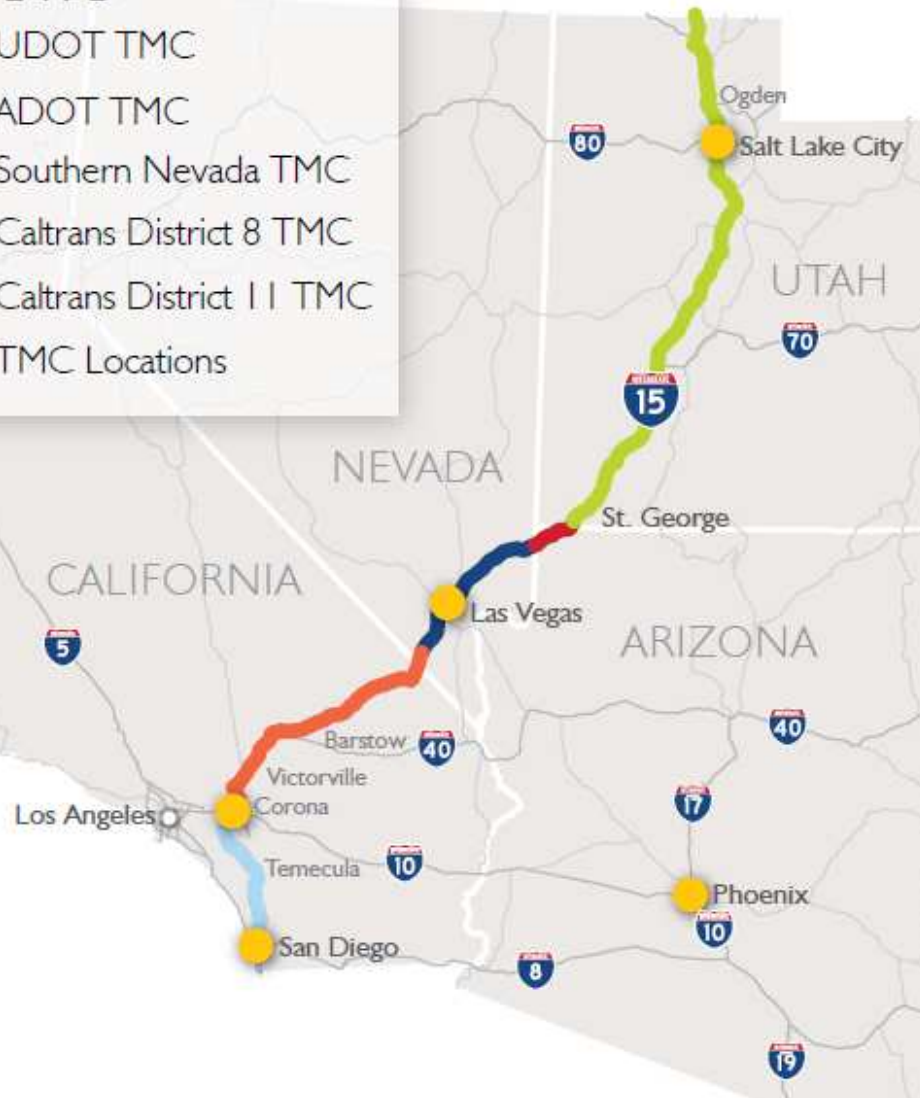 UDOT TMC
ADOT TMC
Southern Nevada TMC
Caltrans District 8 TMC
Caltrans District 11 TMC
TMC Locations
Ogden
80
Salt Lake City
UTAH
70
15
NEVADA
St. George
CALIFORNIA
Las Vegas
5
ARIZONA
40
Barstow
40
Victorville
17
Corona
Los Angeles
10
Temecula
Phoenix
10
San Diego
8
19